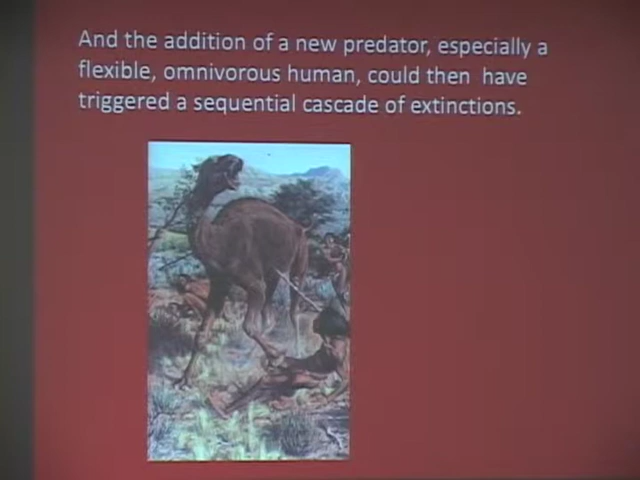 And the addition of a new predator, especially a
flexible, omnivorous human, could then have
triggered a sequential cascade of extinctions.